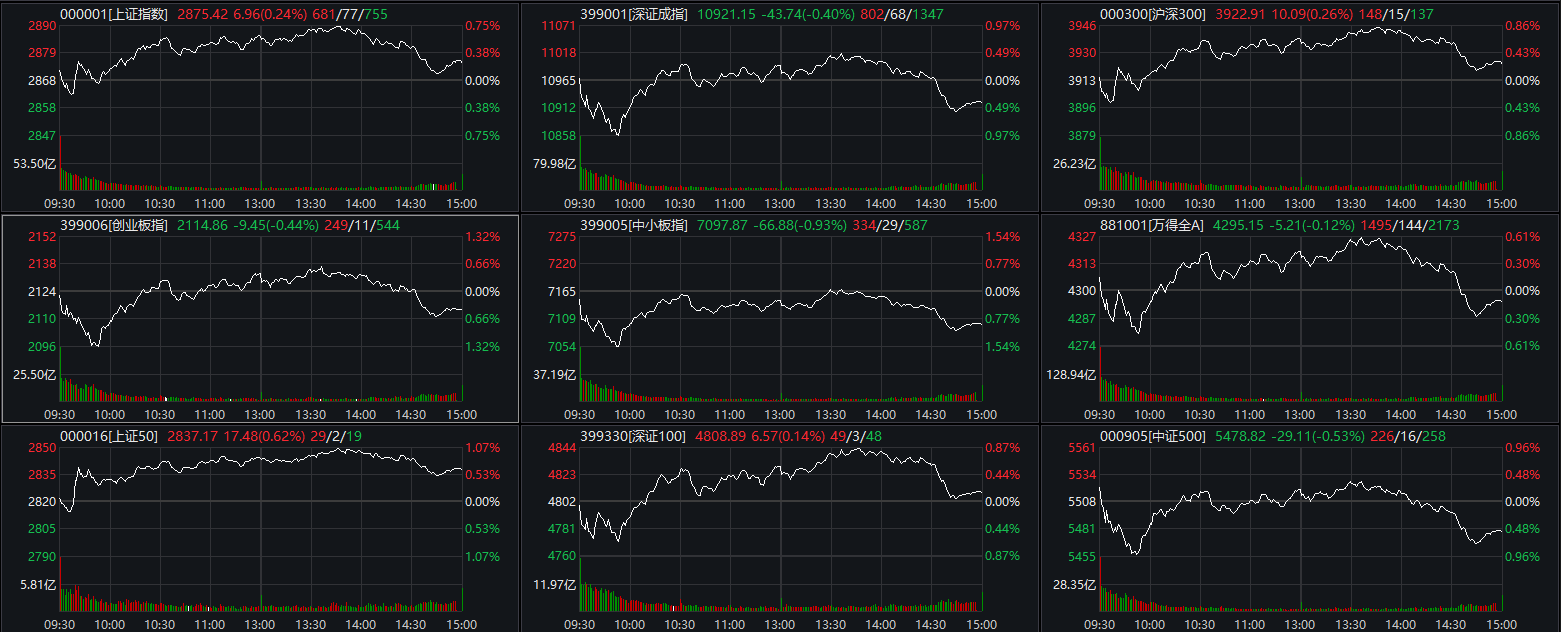 000001[上证指数] 2875.42 6.96(0.24%) 681/77/755
2890 0.75%
2879 0.38%
2868 0.00%
2858 0.38%
2847 0.75%
53.50亿
09:30 10:00 10:30 11:00 13:00 13:30 14:00 14:30 15:00
399001[深证成指] 10921.15 -43.74(-0.40%) 802/68/1347
11071 0.97%
11018 0.49%
10965 0.00%
10912 0.49%
10858 0.97%
79.98亿
09:30 10:00 10:30 11:00 13:00 13:30 14:00 14:30 15:00
000300[沪深300] 3922.91 10.09(0.26%) 148/15/137
3946 0.86%
3930 0.43%
3913 0.00%
3896 0.43%
3879 0.86%
26.23亿
09:30 10:00 10:30 11:00 13:00 13:30 14:00 14:30 15:00
399006[创业板指] 2114.86 -9.45(-0.44%) 249/11/544
2152 1.32%
2138 0.66%
2124 0.00%
2110 0.66%
2096 1.32%
25.50亿
09:30 10:00 10:30 11:00 13:00 13:30 14:00 14:30 15:00
399005[中小板指] 7097.87 -66.88(-0.93%) 334/29/587
7275 1.54%
7220 0.77%
7165 0.00%
7109 0.77%
7054 1.54%
37.19亿
09:30 10:00 10:30 11:00 13:00 13:30 14:00 14:30 15:00
881001[万得全A] 4295.15 -5.21(-0.12%) 1495/144/2173
4327 0.61%
4313 0.30%
4300 0.00%
4287 0.30%
4274 0.61%
128.94亿
09:30 10:00 10:30 11:00 13:00 13:30 14:00 14:30 15:00
000016[上证50] 2837.17 17.48(0.62%) 29/2/19
2850 1.07%
2835 0.53%
2820 0.00%
2805 0.53%
2790 1.07%
5.81亿
09:30 10:00 10:30 11:00 13:00 13:30 14:00 14:30 15:00
399330[深证100] 4808.89 6.57(0.14%) 49/3/48
4844 0.87%
4823 0.44%
4802 0.00%
4781 0.44%
4760 0.87%
11.97亿
09:30 10:00 10:30 11:00 13:00 13:30 14:00 14:30 15:00
000905[中证500] 5478.82 -29.11(-0.53%) 226/16/258
5561 0.96%
5534 0.48%
5508 0.00%
5481 0.48%
5455 0.96%
28.35亿
09:30 10:00 10:30 11:00 13:00 13:30 14:00 14:30 15:00